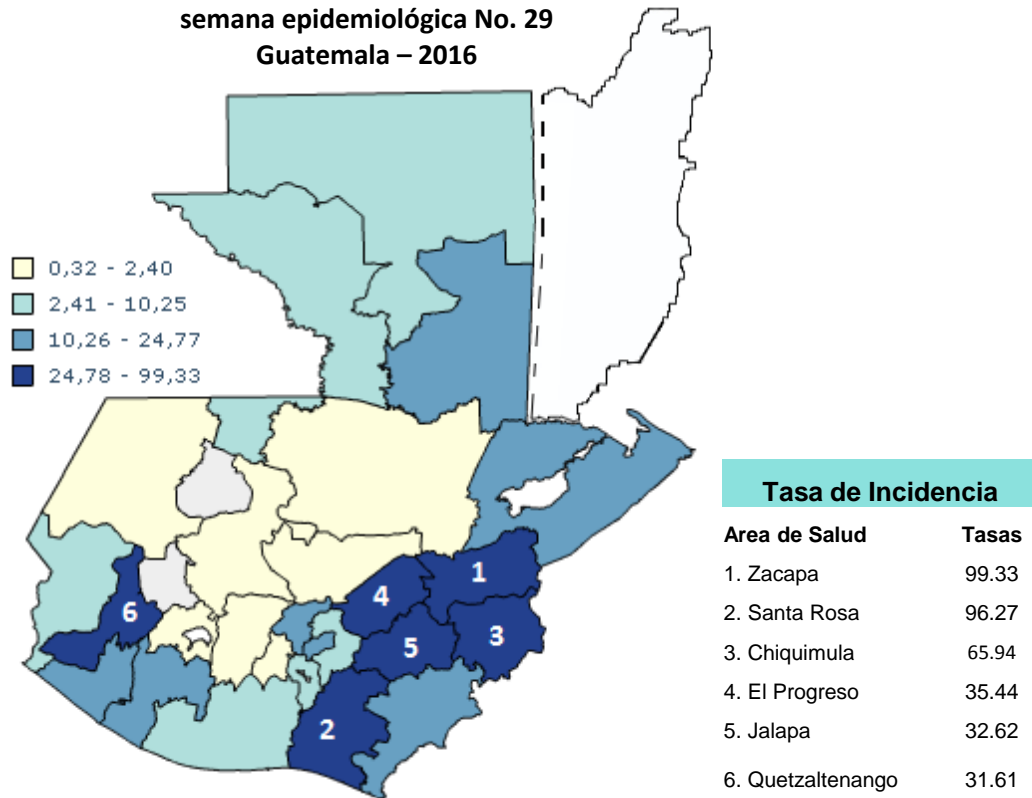 semana epidemiológica No. 29
Guatemala – 2016
0,32 - 2,40
2,41 - 10,25
10,26 - 24,77
24,78 - 99,33
1
4
6
5
3
2
Tasa de Incidencia
Area de Salud Tasas
1. Zacapa 99.33
2. Santa Rosa 96.27
3. Chiquimula 65.94
4. El Progreso 35.44
5. Jalapa 32.62
6. Quetzaltenango 31.61